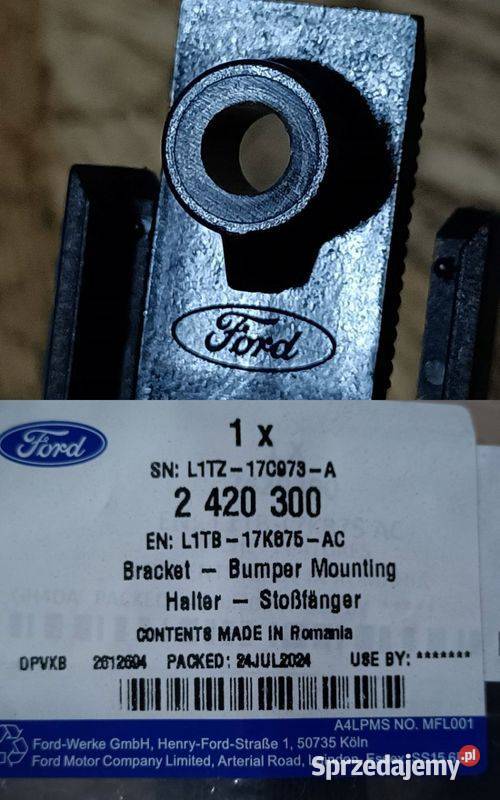 Ford
Ford
1 x
SN: L1TZ-17C973-A
2 420 300
EN: L1TB-17K875-AC
Bracket - Bumper Mounting
Halter - Stoßfänger
CONTENTS MADE IN Romania
DPVKB 2612694 PACKED: 24JUL2024 USE BY: *******
A4LPMS NO. MFL001
Ford-Werke GmbH, Henry-Ford-Straße 1, 50735 Köln
Ford Motor Company Limited, Arterial Road,
Sprzedajemy.pl